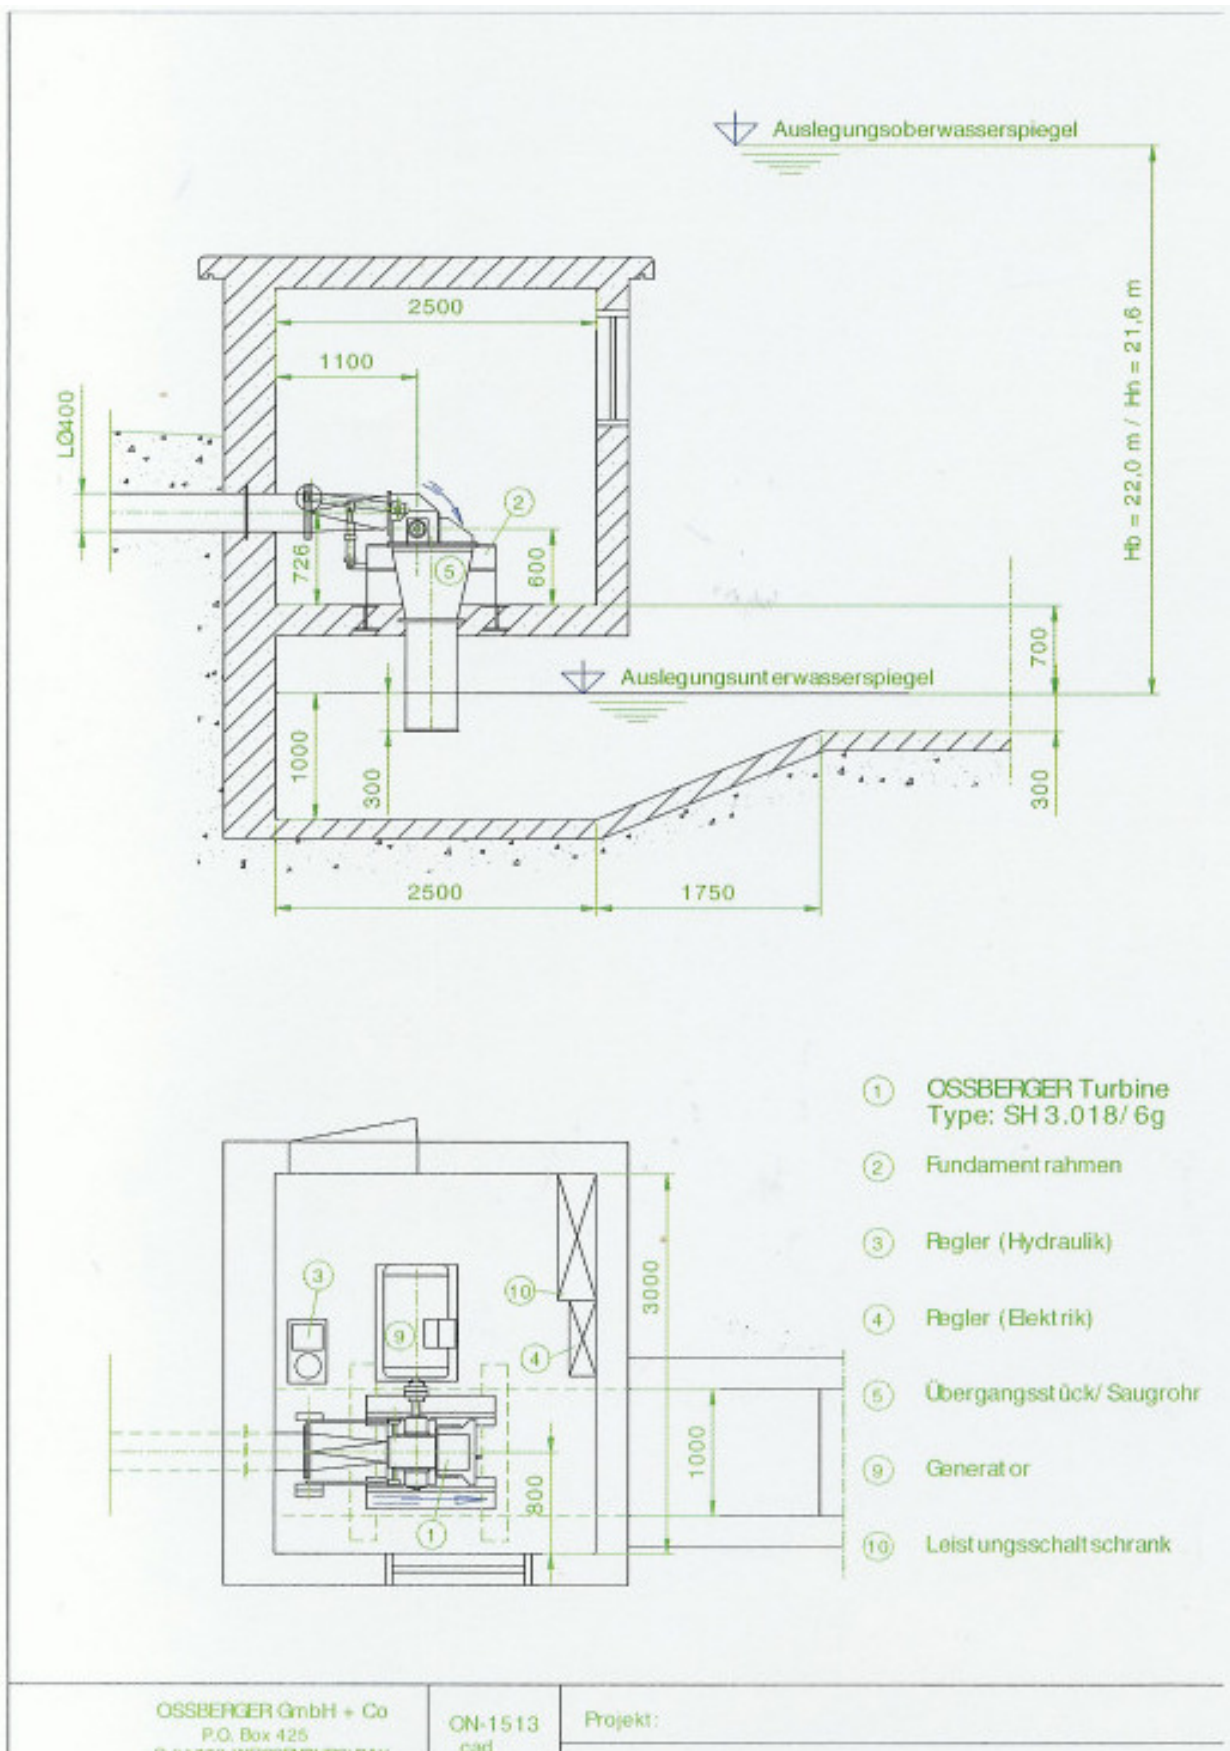 Auslegungsoberwasserspiegel
2500
1100
LØ400
Hb = 22,0 m / Hn = 21,6 m
2
726
5
600
700
Auslegungsunterwasserspiegel
1000
300
300
2500
1750
1 OSSBERGER Turbine
Type: SH 3.018/6g
2 Fundamentrahmen
3 Regler (Hydraulik)
4 Regler (Elektrik)
5 Übergangsstück/Saugrohr
9 Generator
10 Leistungsschaltschrank
3
10
3000
9
4
1000
800
1
OSSBERGER GmbH + Co
P.O. Box 425
ON-1513
cad
Projekt: